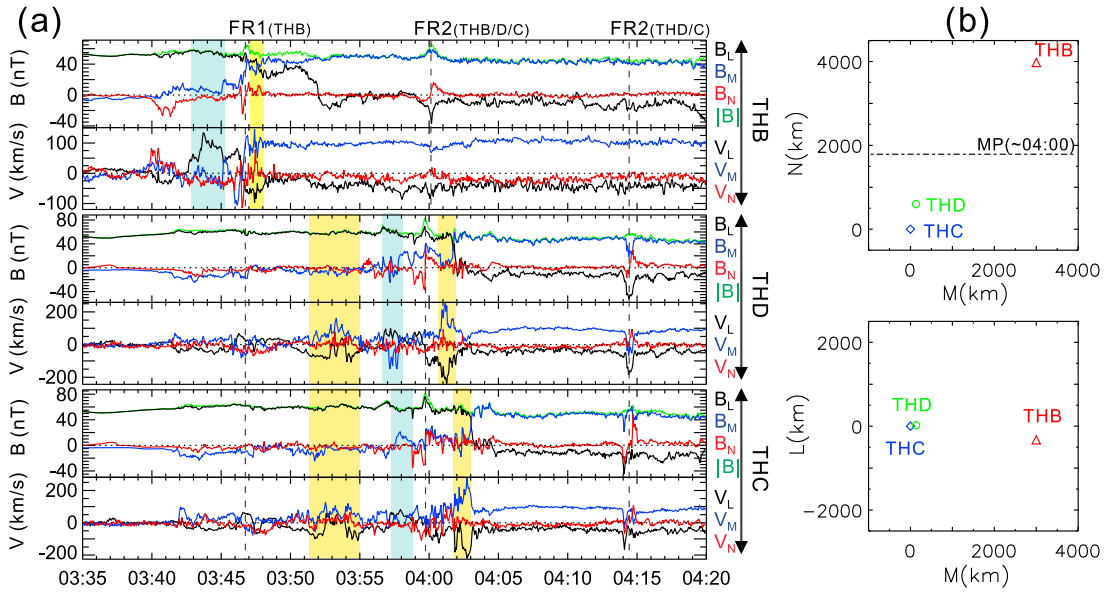 (a)
FR1(THB)
FR2(THB/D/C)
FR2(THD/C)
B (nT)
40
0
-40
BL
BM
BN
|B|
V (km/s)
100
0
-100
VL
VM
VN
THB
B (nT)
80
40
0
-40
BL
BM
BN
|B|
V (km/s)
200
0
-200
VL
VM
VN
THD
B (nT)
80
40
0
-40
BL
BM
BN
|B|
V (km/s)
200
0
-200
VL
VM
VN
THC
03:35 03:40 03:45 03:50 03:55 04:00 04:05 04:10 04:15 04:20
(b)
THB
MP(~04:00)
THD
THC
N(km)
4000
2000
0
0 2000 4000
M(km)
THD
THB
THC
L(km)
2000
0
-2000
0 2000 4000
M(km)